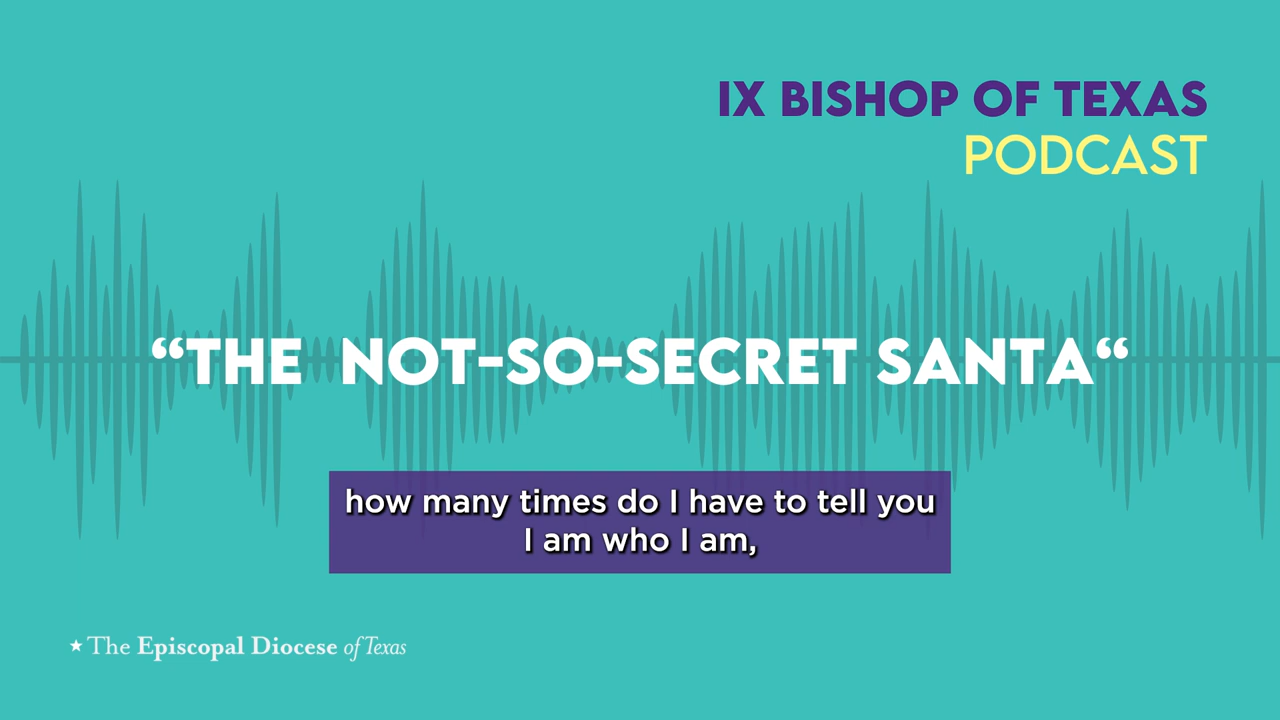 IX BISHOP OF TEXAS
PODCAST
“THE NOT-SO-SECRET SANTA“
how many times do I have to tell you
I am who I am,
The Episcopal Diocese of Texas